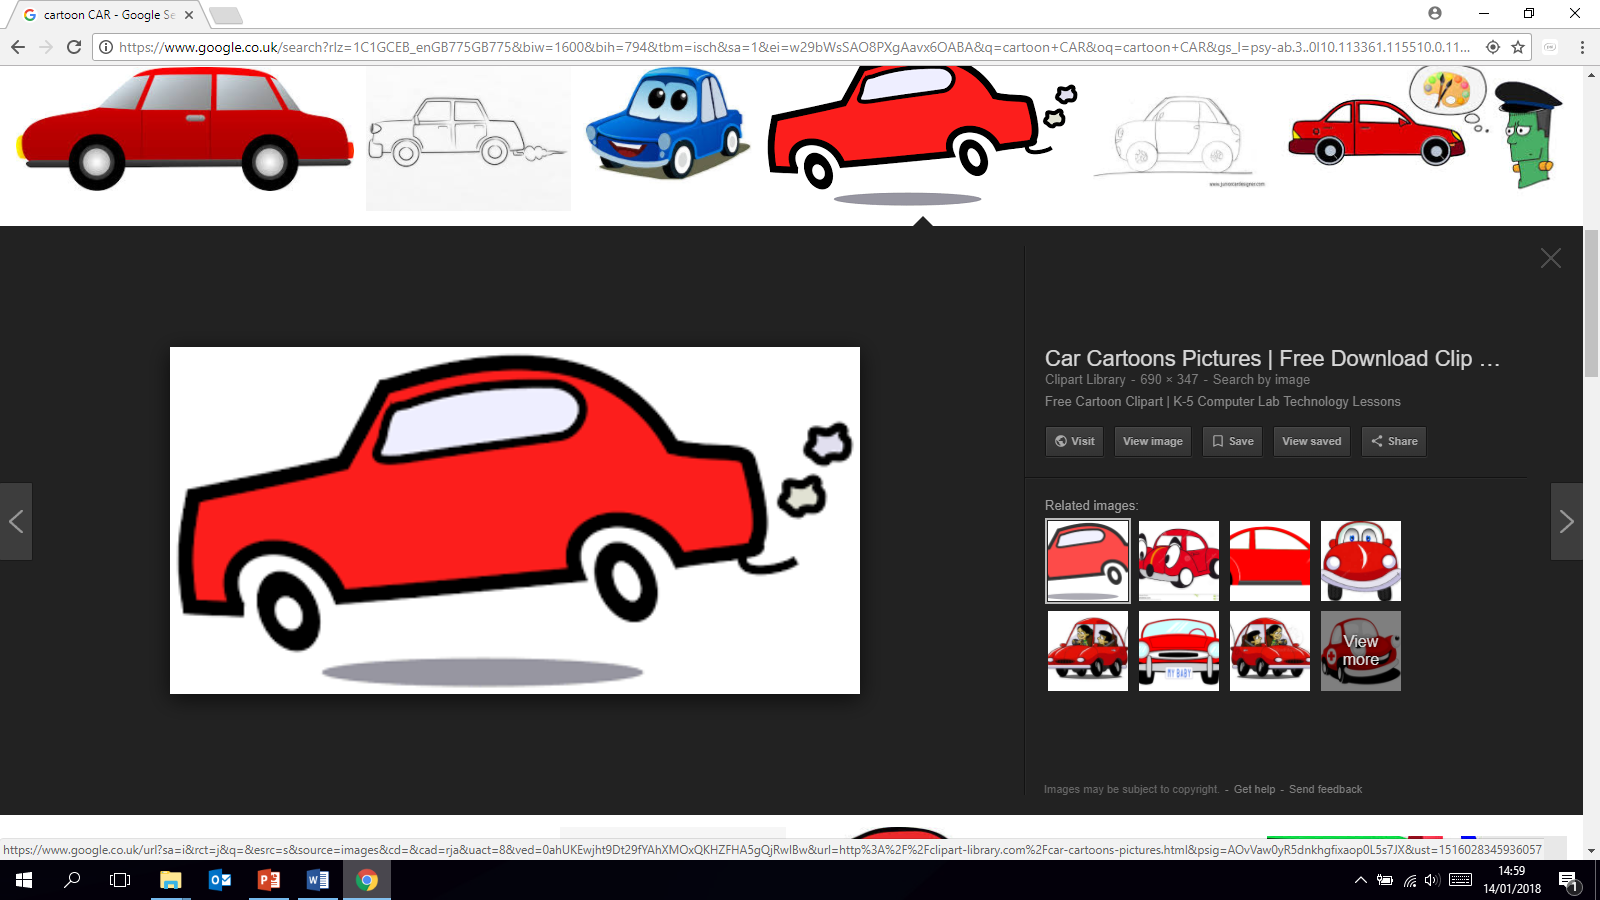 cartoon CAR - Google Se
https://www.google.co.uk/search?rlz=1C1GCEB_enGB775GB775&biw=1600&bih=794&tbm=isch&sa=1&ei=w29bWsSAO8PXgAavx6OABA&q=cartoon+CAR&oq=cartoon+CAR&gs_l=psy-ab.3..0l10.113361.115510.0.11...
www.juniorcardesigner.com
Car Cartoons Pictures | Free Download Clip ...
Clipart Library - 690 × 347 - Search by image
Free Cartoon Clipart | K-5 Computer Lab Technology Lessons
Visit View image Save View saved Share
Related images:
MY BABY
View
more
Images may be subject to copyright. - Get help - Send feedback
https://www.google.co.uk/url?sa=i&rct=j&q=&esrc=s&source=images&cd=&cad=rja&uact=8&ved=0ahUKEwjht9Dt29fYAhXMOxQKHZFHA5gQjRwIBw&url=http%3A%2F%2Fclipart-library.com%2Fcar-cartoons-pictures.html&psig=AOvVaw0yR5dnkhgfixaop0L5s7JX&ust=1516028345936057
14:59
14/01/2018
1